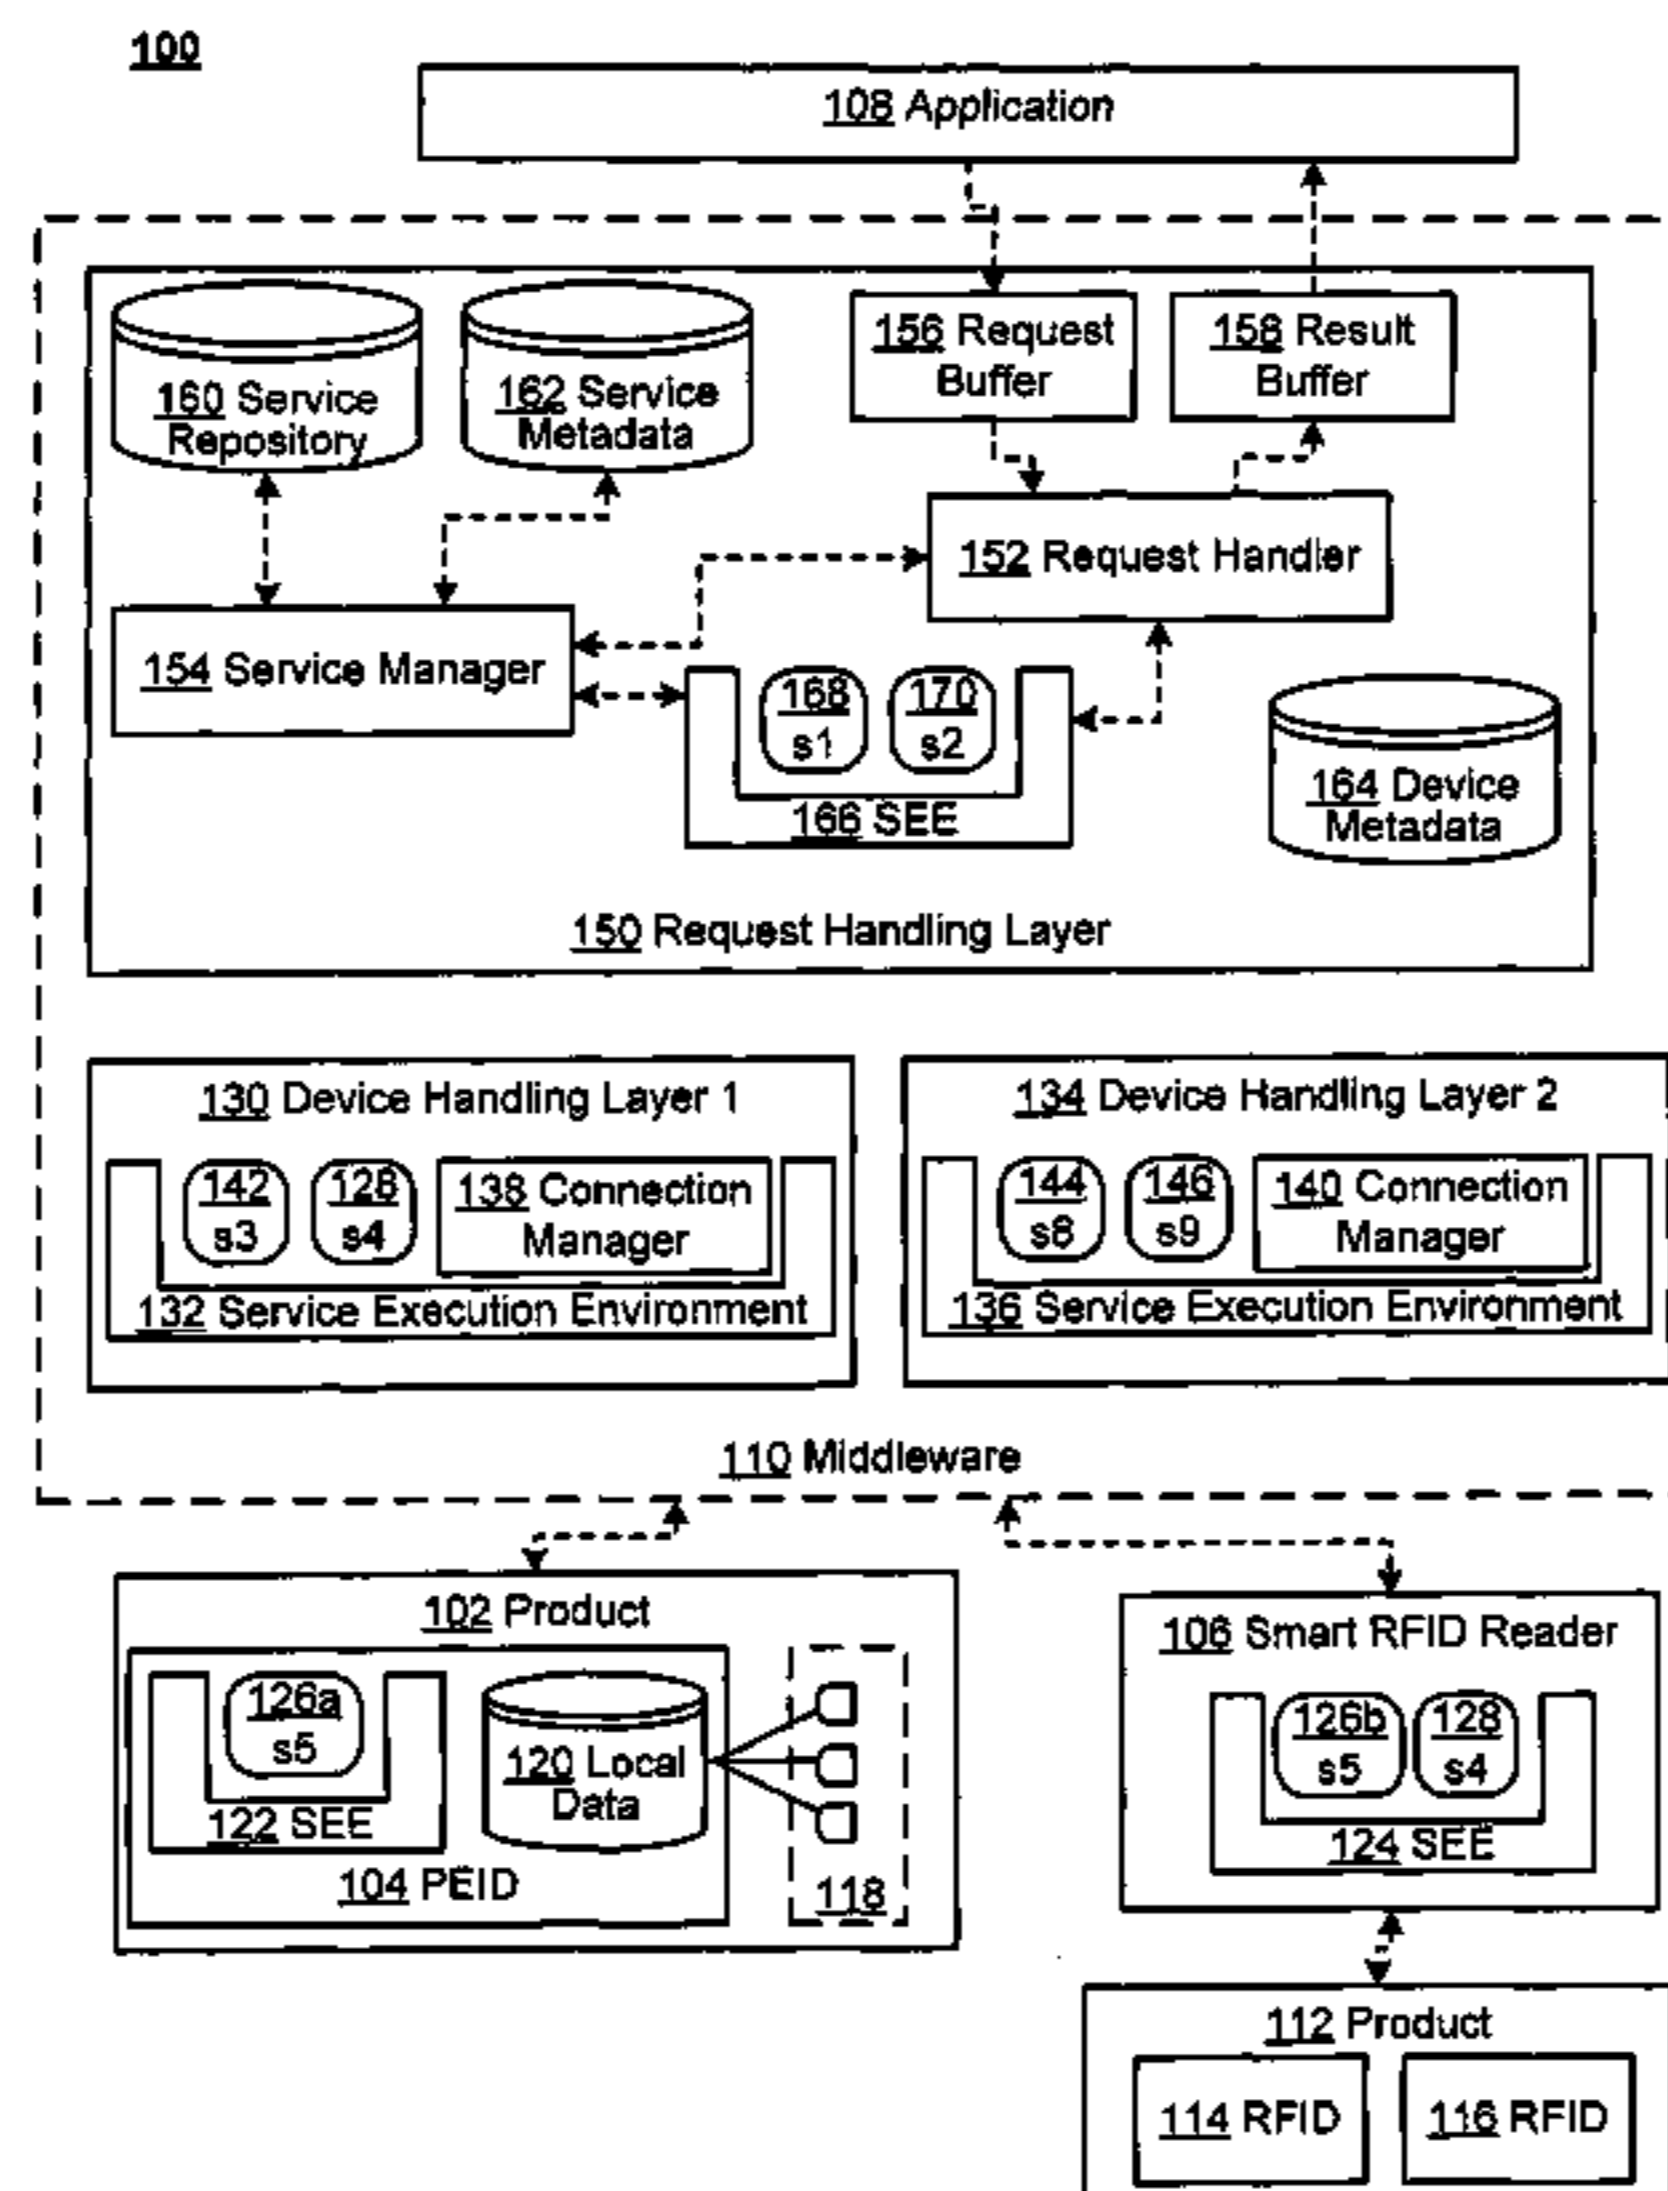 100
108 Application
156 Request
Buffer
158 Result
Buffer
160 Service
Repository
162 Service
Metadata
152 Request Handler
154 Service Manager
168
s1
170
s2
166 SEE
164 Device
Metadata
150 Request Handling Layer
130 Device Handling Layer 1
142
s3
128
s4
138 Connection
Manager
132 Service Execution Environment
134 Device Handling Layer 2
144
s8
146
s9
140 Connection
Manager
136 Service Execution Environment
110 Middleware
102 Product
126a
s5
122 SEE
120 Local
Data
104 PEID
118
106 Smart RFID Reader
126b
s5
128
s4
124 SEE
112 Product
114 RFID
116 RFID